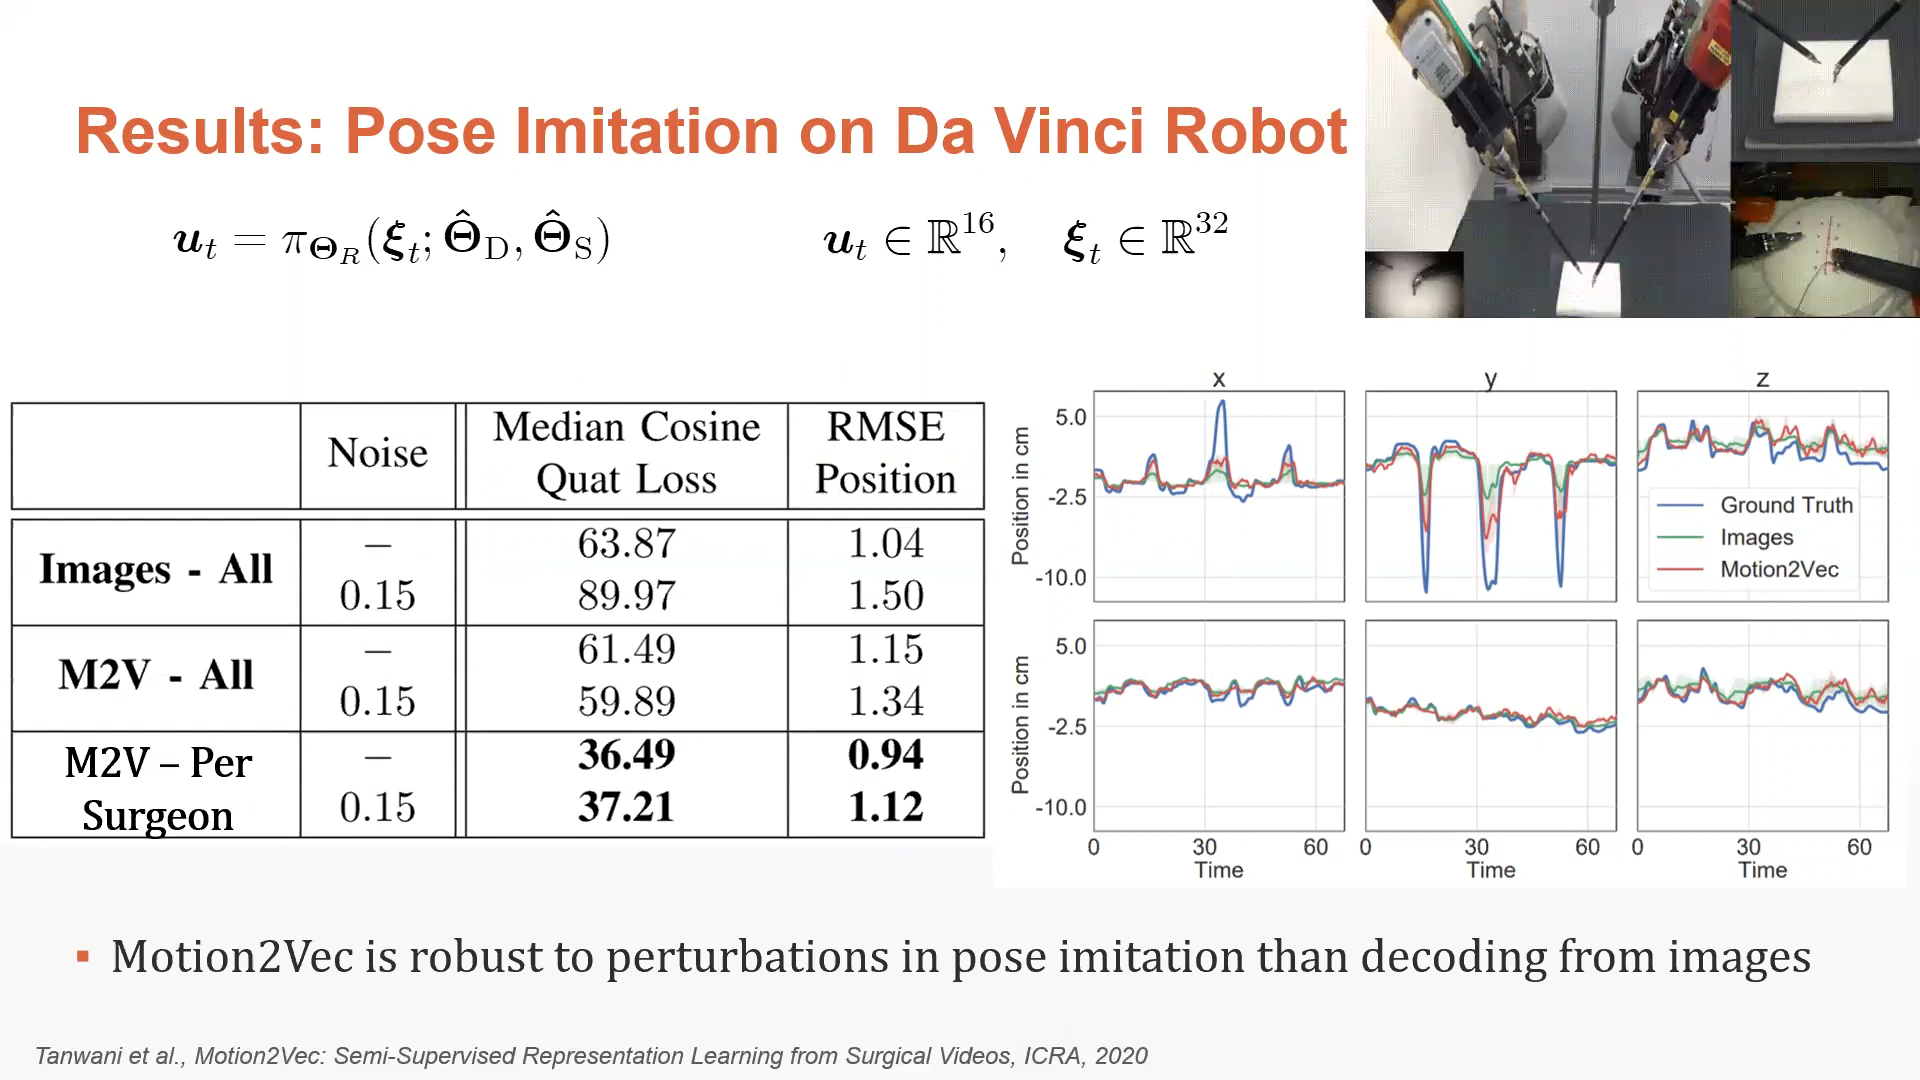 Results: Pose Imitation on Da Vinci Robot
u_t = π_{Θ_R}(ξ_t; Θ̂_D, Θ̂_S)
u_t ∈ ℝ^16, ξ_t ∈ ℝ^32
Noise
Median Cosine
Quat Loss
RMSE
Position
Images - All
– 63.87 1.04
0.15 89.97 1.50
M2V - All
– 61.49 1.15
0.15 59.89 1.34
M2V – Per
Surgeon
– 36.49 0.94
0.15 37.21 1.12
x y z
Position in cm
5.0
-2.5
-10.0
Ground Truth
Images
Motion2Vec
Position in cm
5.0
-2.5
-10.0
0 30 60 0 30 60 0 30 60
Time Time Time
▪ Motion2Vec is robust to perturbations in pose imitation than decoding from images
Tanwani et al., Motion2Vec: Semi-Supervised Representation Learning from Surgical Videos, ICRA, 2020